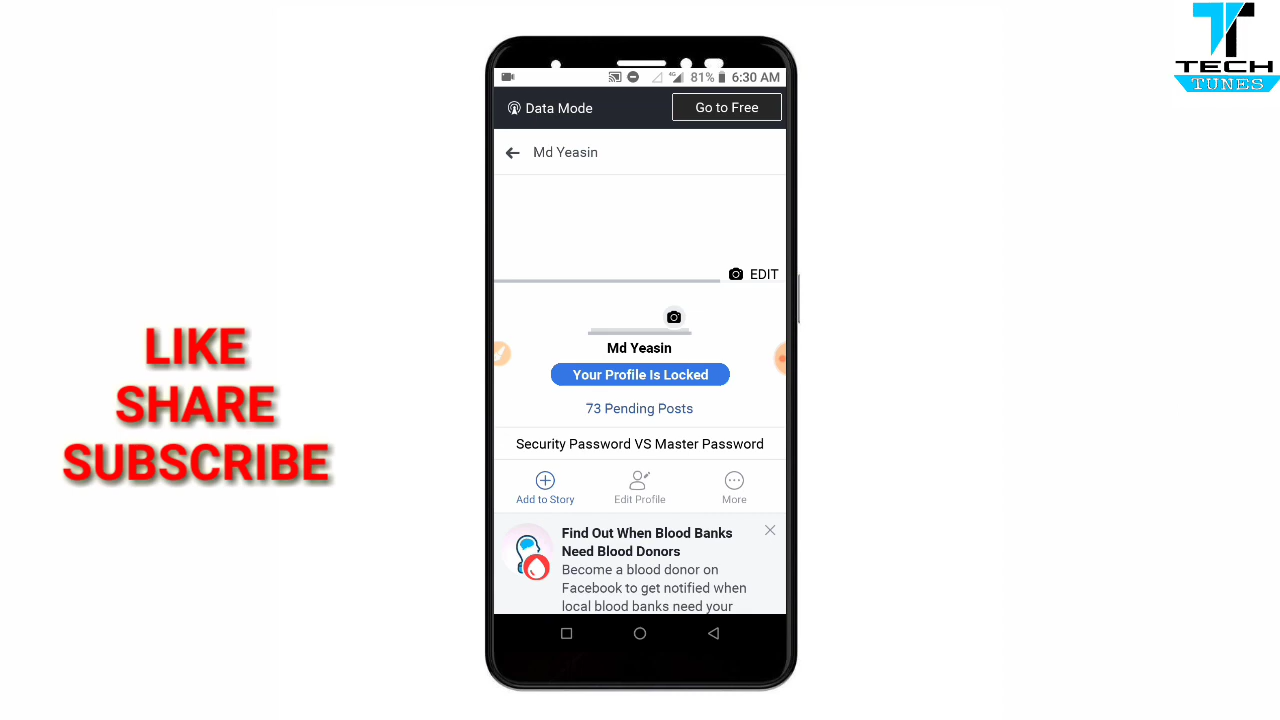 TECH
TUNES
4G 81% 6:30 AM
Data Mode
Go to Free
Md Yeasin
EDIT
Md Yeasin
Your Profile Is Locked
73 Pending Posts
Security Password VS Master Password
Add to Story
Edit Profile
More
Find Out When Blood Banks
Need Blood Donors
Become a blood donor on
Facebook to get notified when
local blood banks need your
LIKE
SHARE
SUBSCRIBE